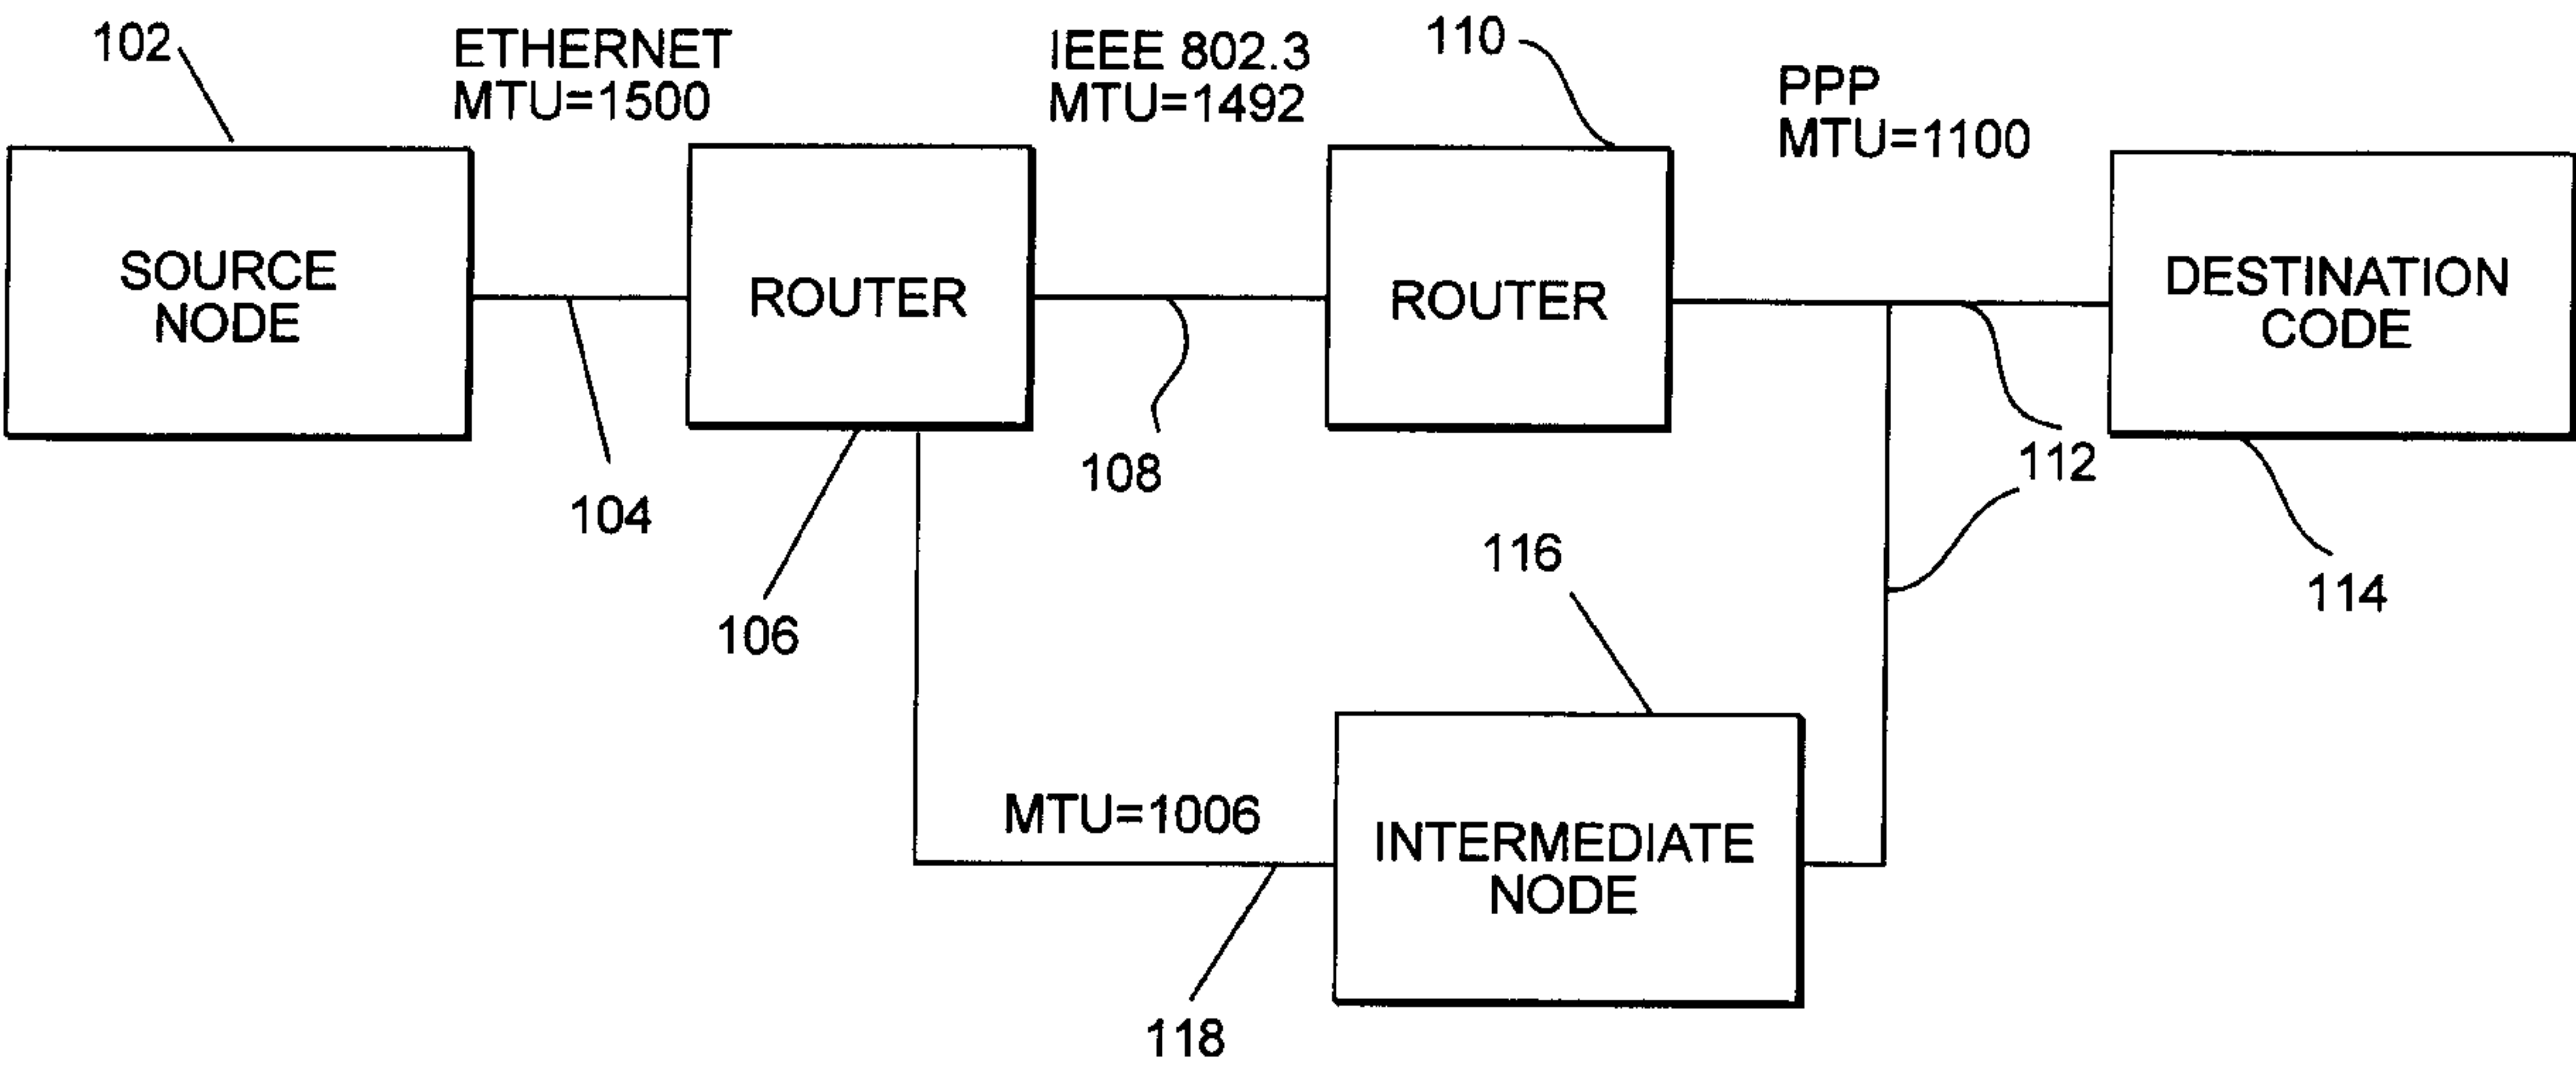 102
ETHERNET
MTU=1500
IEEE 802.3
MTU=1492
110
PPP
MTU=1100
SOURCE
NODE
ROUTER
ROUTER
DESTINATION
CODE
104
106
108
112
114
116
MTU=1006
INTERMEDIATE
NODE
118